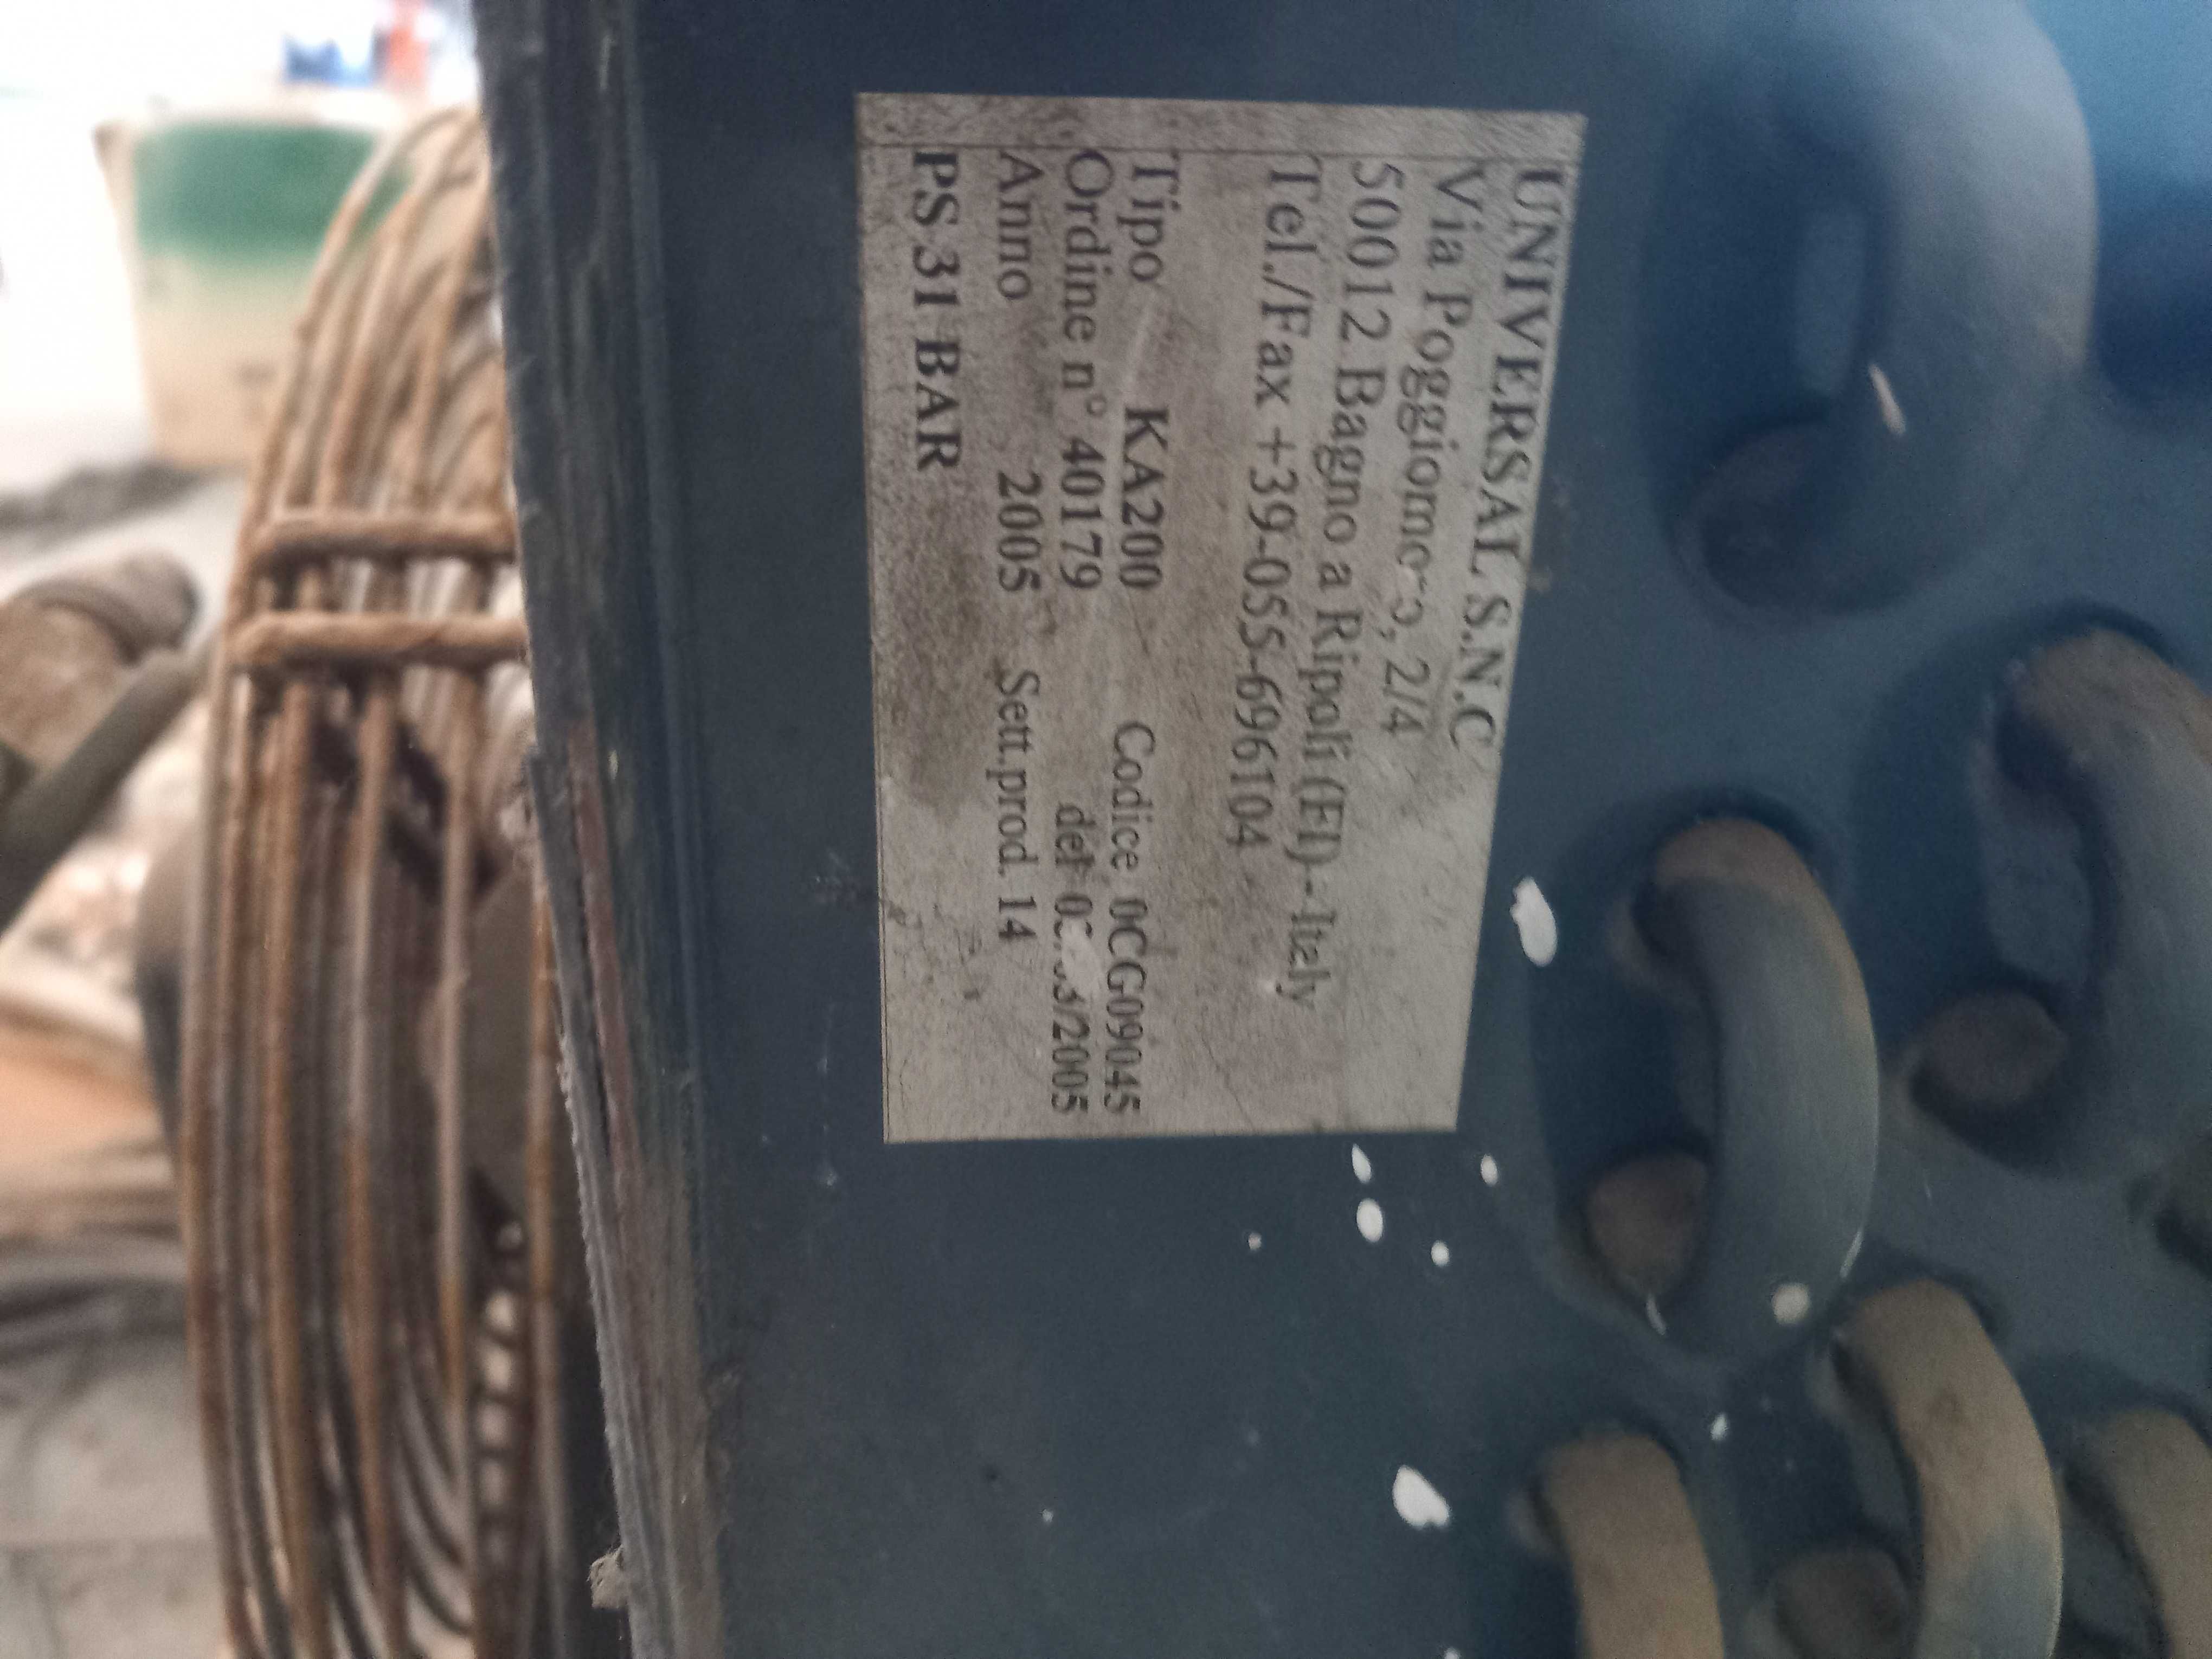 UNIVERSAL S.N.C
Via 2/4
50012 Bagno a Ripoli (FI)-Italy
Tel./Fax +39-055-696104
Tipo KA200 Codice 0CG09045
Ordine n° 40179 del
Anno 2005 Sett.prod. 14
PS 31 BAR